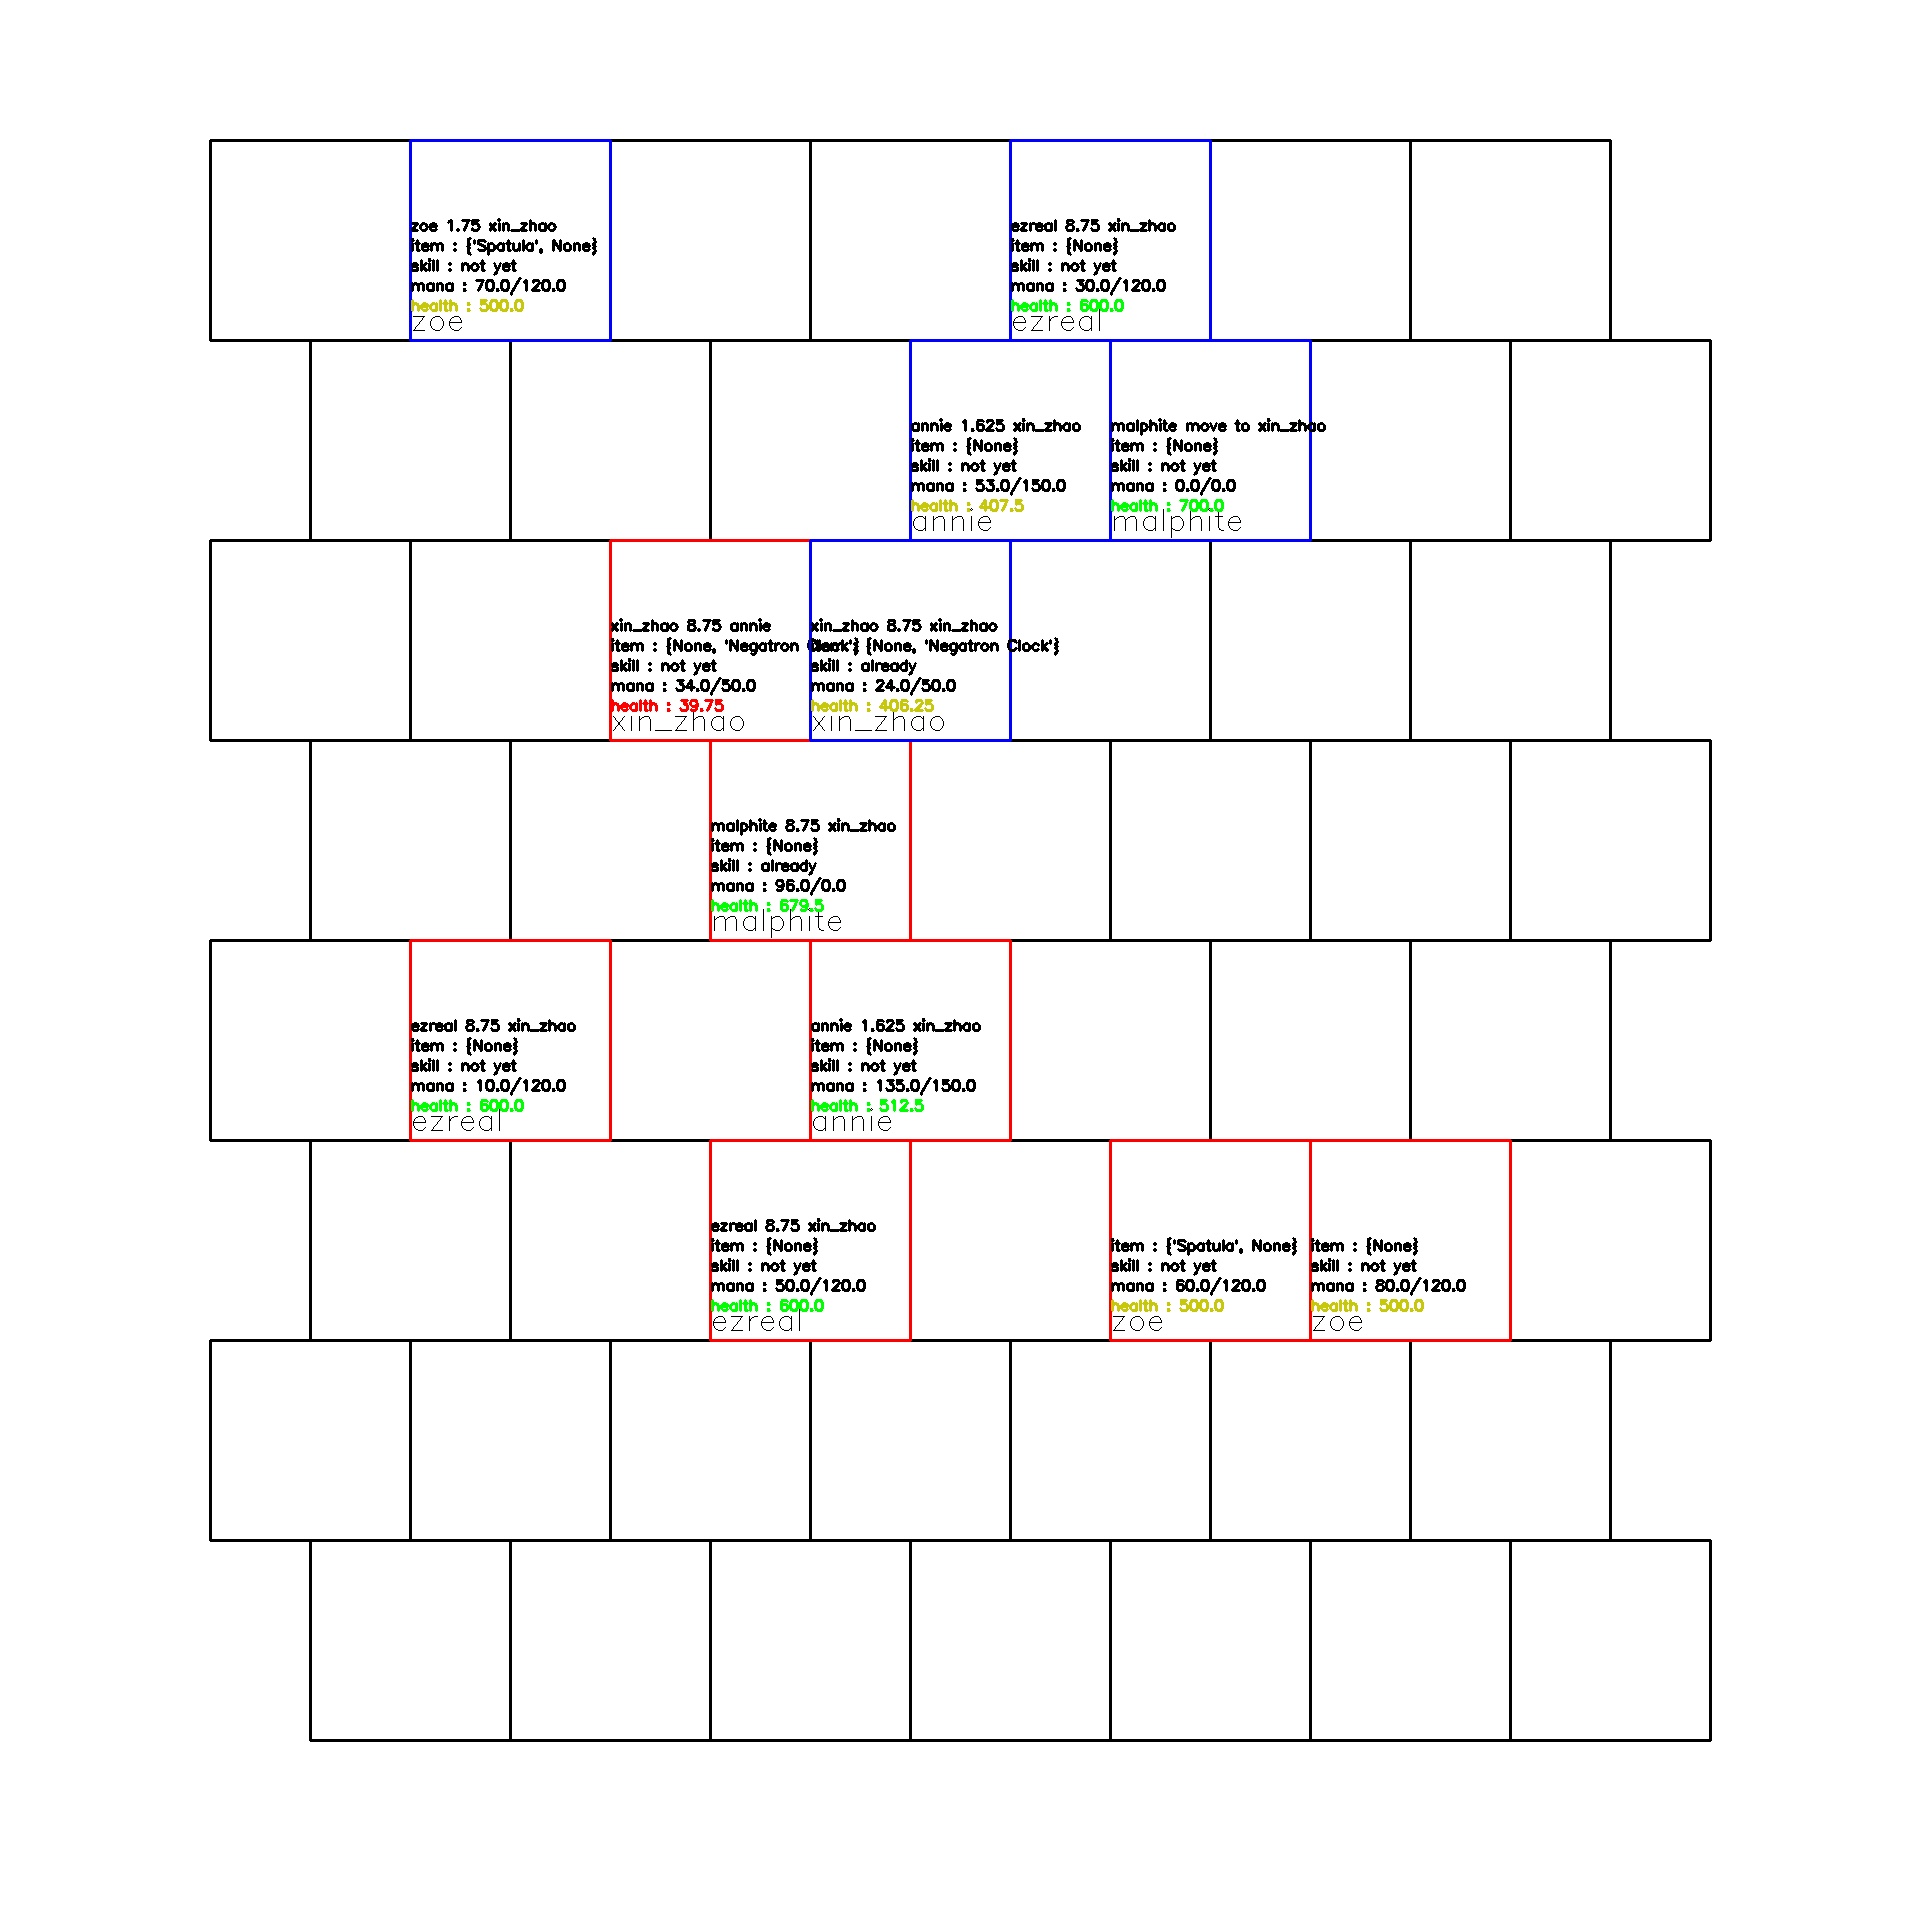 zoe 1.75 xin_zhao
item : {'Spatula', None}
skill : not yet
mana : 70.0/120.0
health : 500.0
zoe
ezreal 8.75 xin_zhao
item : {None}
skill : not yet
mana : 30.0/120.0
health : 600.0
ezreal
annie 1.625 xin_zhao
item : {None}
skill : not yet
mana : 53.0/150.0
health : 407.5
annie
malphite move to xin_zhao
item : {None}
skill : not yet
mana : 0.0/0.0
health : 700.0
malphite
xin_zhao 8.75 annie
item : {None, 'Negatron Clock'}
skill : not yet
mana : 34.0/50.0
health : 39.75
xin_zhao
xin_zhao 8.75 xin_zhao
item : {None, 'Negatron Clock'}
skill : already
mana : 24.0/50.0
health : 406.25
xin_zhao
malphite 8.75 xin_zhao
item : {None}
skill : already
mana : 96.0/0.0
health : 679.5
malphite
ezreal 8.75 xin_zhao
item : {None}
skill : not yet
mana : 10.0/120.0
health : 600.0
ezreal
annie 1.625 xin_zhao
item : {None}
skill : not yet
mana : 135.0/150.0
health : 512.5
annie
ezreal 8.75 xin_zhao
item : {None}
skill : not yet
mana : 50.0/120.0
health : 600.0
ezreal
item : {'Spatula', None}
skill : not yet
mana : 60.0/120.0
health : 500.0
zoe
item : {None}
skill : not yet
mana : 80.0/120.0
health : 500.0
zoe